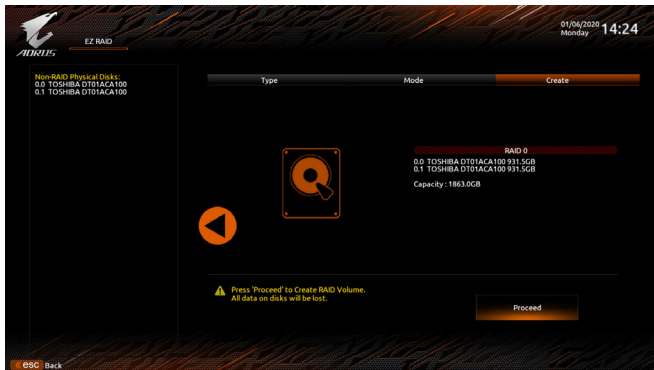 AORUS
EZ RAID
01/06/2020
Monday
14:24
Non-RAID Physical Disks:
0.0 TOSHIBA DT01ACA100
0.1 TOSHIBA DT01ACA100
Type
Mode
Create
RAID 0
0.0 TOSHIBA DT01ACA100 931.5GB
0.1 TOSHIBA DT01ACA100 931.5GB
Capacity : 1863.0GB
Press 'Proceed' to Create RAID Volume.
All data on disks will be lost.
Proceed
esc Back